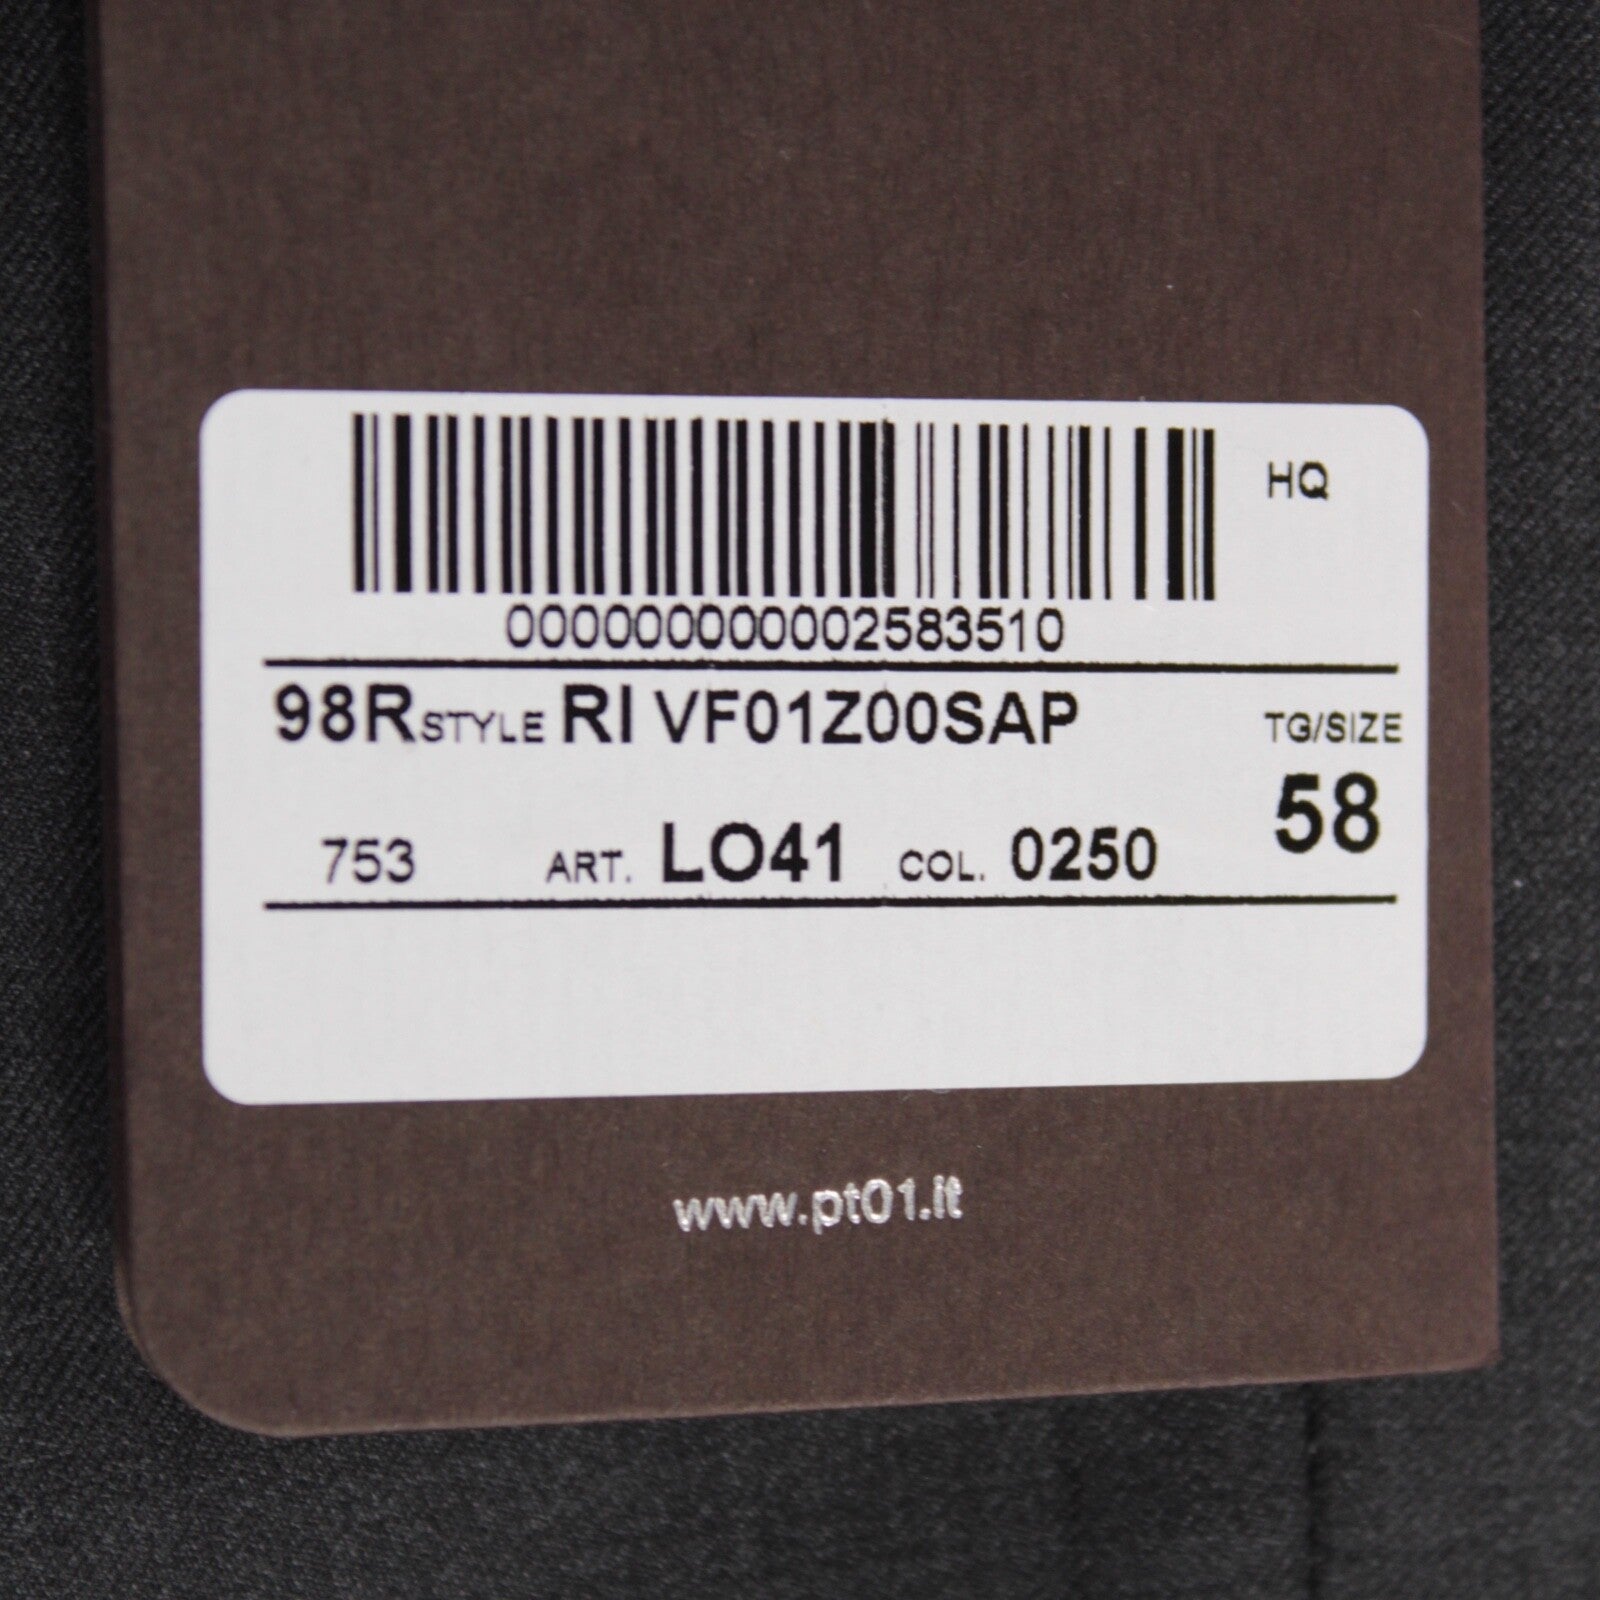 HQ
000000000002583510
98R STYLE RI VF01Z00SAP TG/SIZE
58
753 ART. LO41 COL. 0250
www.pt01.it